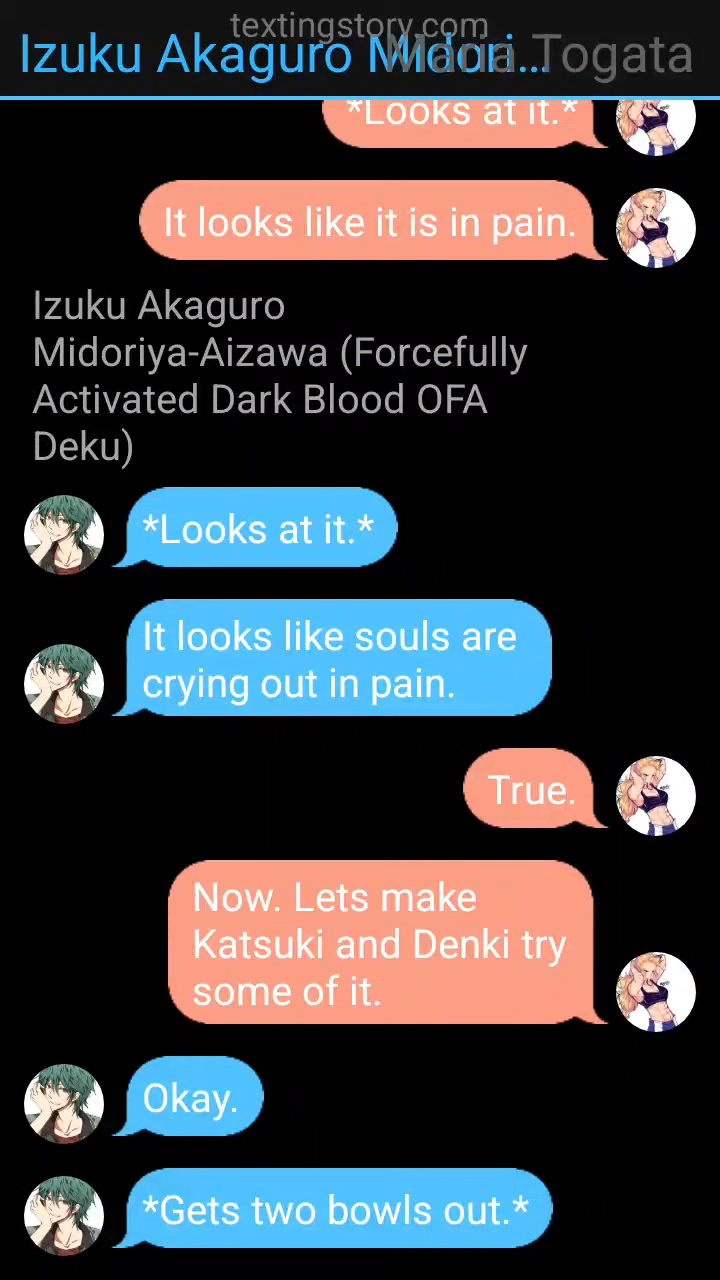 textingstory.com
Izuku Akaguro Midori... Togata
*Looks at it.*
It looks like it is in pain.
Izuku Akaguro
Midoriya-Aizawa (Forcefully
Activated Dark Blood OFA
Deku)
*Looks at it.*
It looks like souls are
crying out in pain.
True.
Now. Lets make
Katsuki and Denki try
some of it.
Okay.
*Gets two bowls out.*